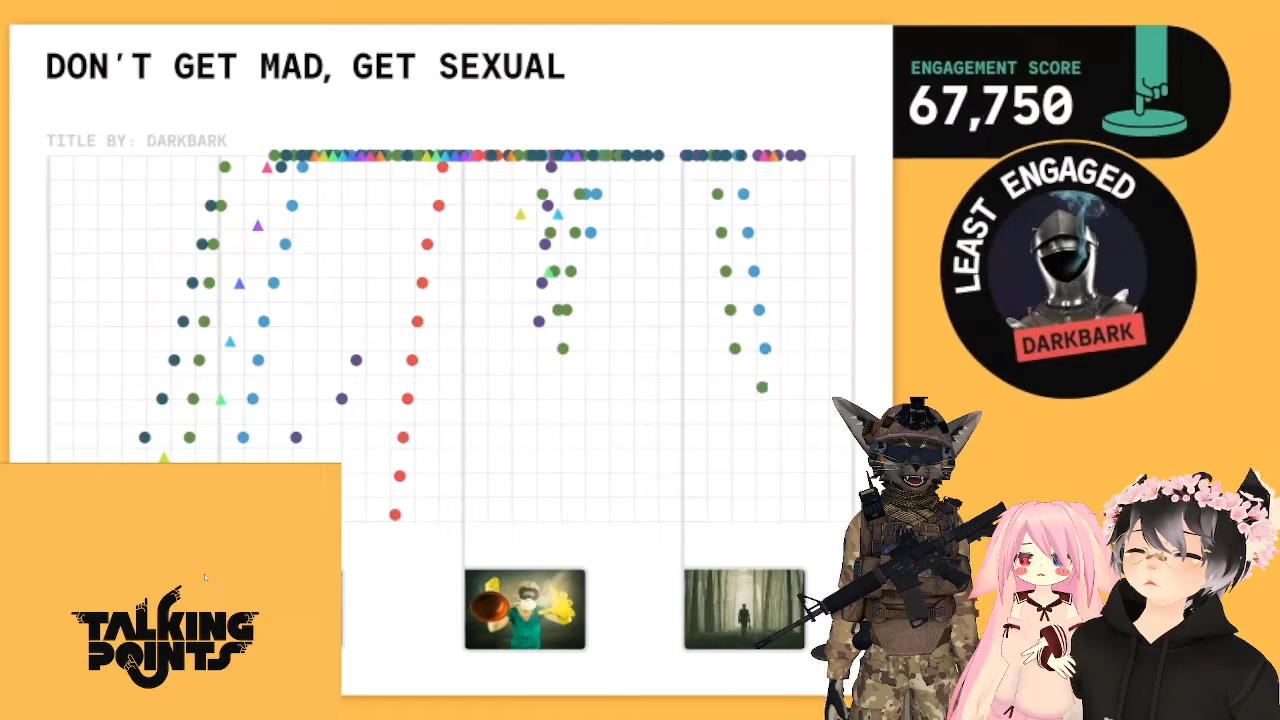 DON'T GET MAD, GET SEXUAL
TITLE BY: DARKBARK
ENGAGEMENT SCORE
67,750
LEAST ENGAGED
DARKBARK
TALKING
POINTS